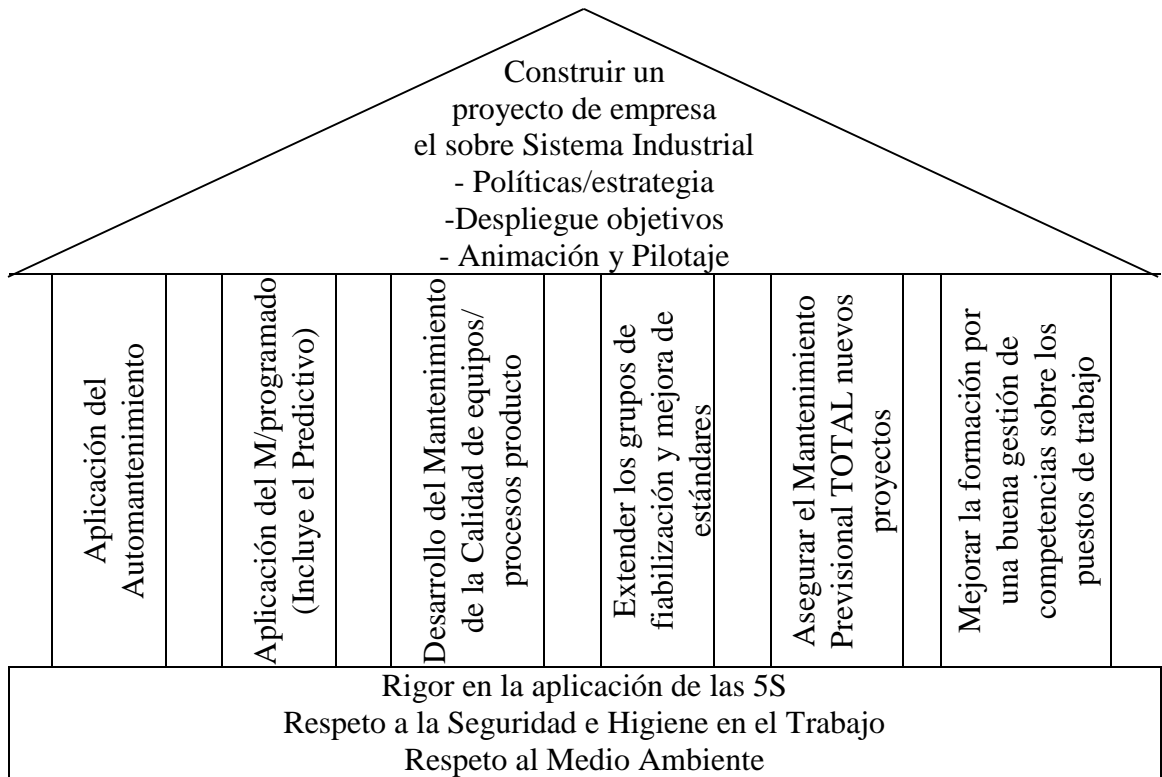 Construir un
proyecto de empresa
el sobre Sistema Industrial
- Políticas/estrategia
-Despliegue objetivos
- Animación y Pilotaje
Aplicación del
Automantenimiento
Aplicación del M/programado
(Incluye el Predictivo)
Desarrollo del Mantenimiento
de la Calidad de equipos/
procesos producto
Extender los grupos de
fiabilización y mejora de
estándares
Asegurar el Mantenimiento
Previsional TOTAL nuevos
proyectos
Mejorar la formación por
una buena gestión de
competencias sobre los
puestos de trabajo
Rigor en la aplicación de las 5S
Respeto a la Seguridad e Higiene en el Trabajo
Respeto al Medio Ambiente